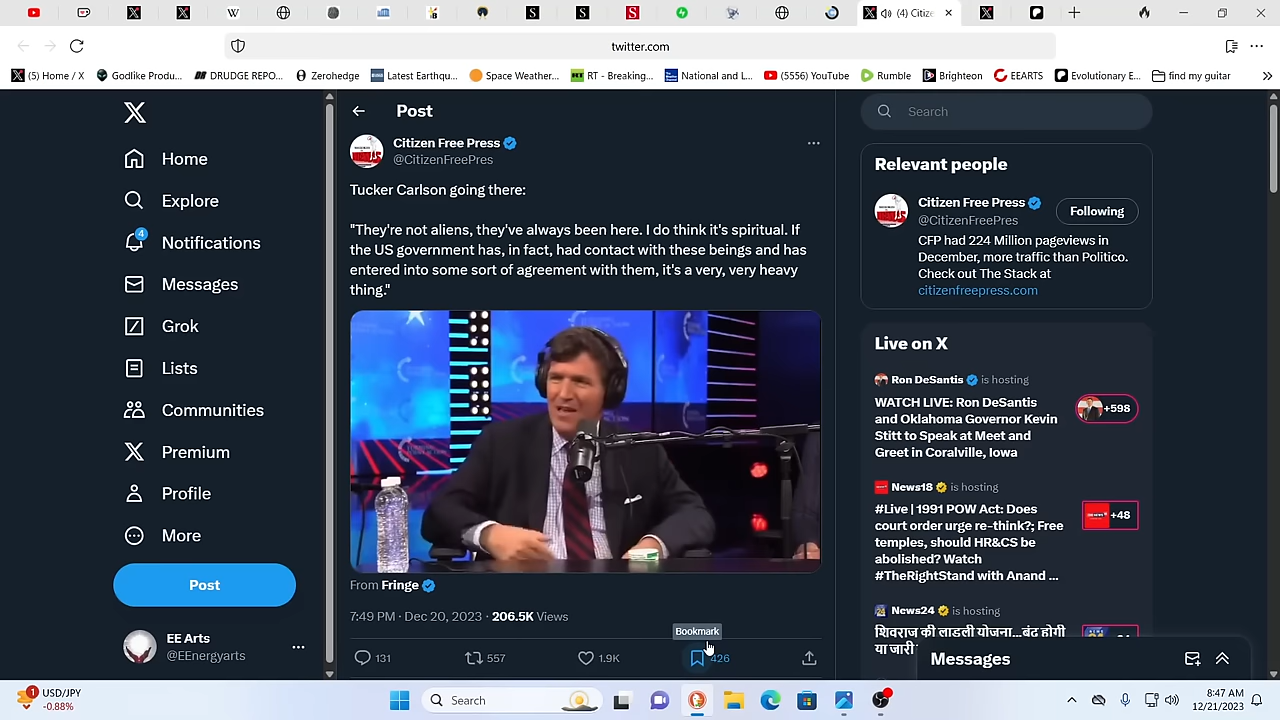 (4) Citize
twitter.com
(5) Home / X
Godlike Produ...
DRUDGE REPO...
Zerohedge
Latest Earthqu...
Space Weather...
RT - Breaking...
National and L...
(5556) YouTube
Rumble
Brighteon
EEARTS
Evolutionary E...
find my guitar
Home
Explore
4
Notifications
Messages
Grok
Lists
Communities
Premium
Profile
More
Post
EE Arts
@EEnergyarts
Post
Citizen Free Press
@CitizenFreePres
Tucker Carlson going there:
"They're not aliens, they've always been here. I do think it's spiritual. If
the US government has, in fact, had contact with these beings and has
entered into some sort of agreement with them, it's a very, very heavy
thing."
From Fringe
7:49 PM · Dec 20, 2023 · 206.5K Views
Bookmark
131
557
1.9K
426
Search
Relevant people
Citizen Free Press
@CitizenFreePres
Following
CFP had 224 Million pageviews in
December, more traffic than Politico.
Check out The Stack at
citizenfreepress.com
Live on X
Ron DeSantis is hosting
WATCH LIVE: Ron DeSantis
and Oklahoma Governor Kevin
Stitt to Speak at Meet and
Greet in Coralville, Iowa
+598
News18 is hosting
#Live | 1991 POW Act: Does
court order urge re-think?; Free
temples, should HR&CS be
abolished? Watch
#TheRightStand with Anand ...
+48
News24 is hosting
शिवराज की लाडली योजना...बंद होगी
या जारी
Messages
1
USD/JPY
-0.88%
Search
8:47 AM
12/21/2023